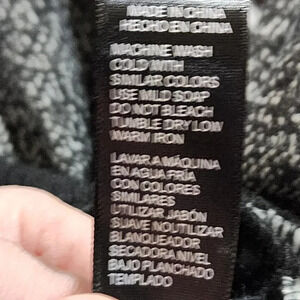 MADE IN CHINA
HECHO EN CHINA
MACHINE WASH
COLD WITH
SIMILAR COLORS
USE MILD SOAP
DO NOT BLEACH
TUMBLE DRY LOW
WARM IRON
LAVAR A MÁQUINA
EN AGUA FRÍA
CON COLORES
SIMILARES
UTILIZAR JABÓN
SUAVE NO UTILIZAR
BLANQUEADOR
SECADORA NIVEL
BAJO PLANCHADO
TEMPLADO